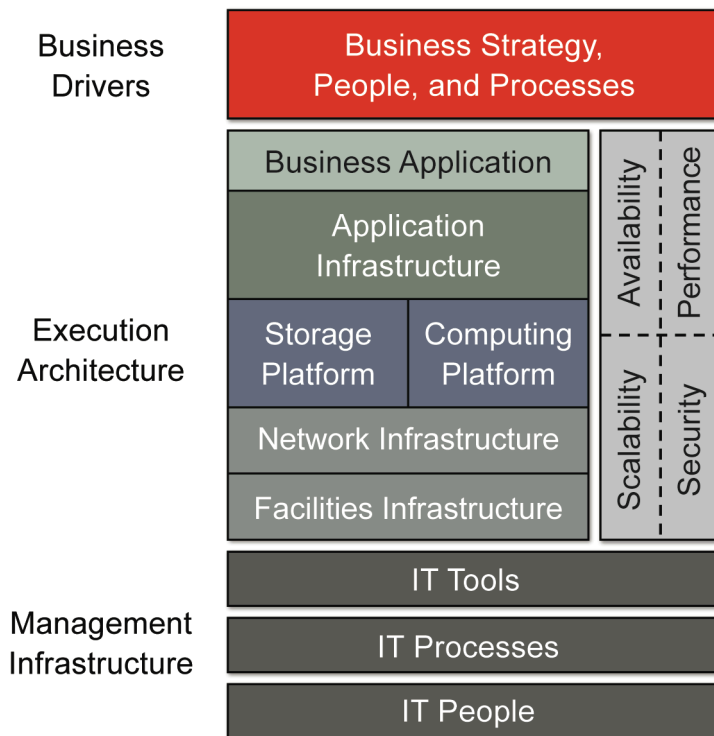 Business
Drivers
Business Strategy,
People, and Processes
Execution
Architecture
Business Application
Application
Infrastructure
Storage
Platform
Computing
Platform
Network Infrastructure
Facilities Infrastructure
Availability
Performance
Scalability
Security
Management
Infrastructure
IT Tools
IT Processes
IT People